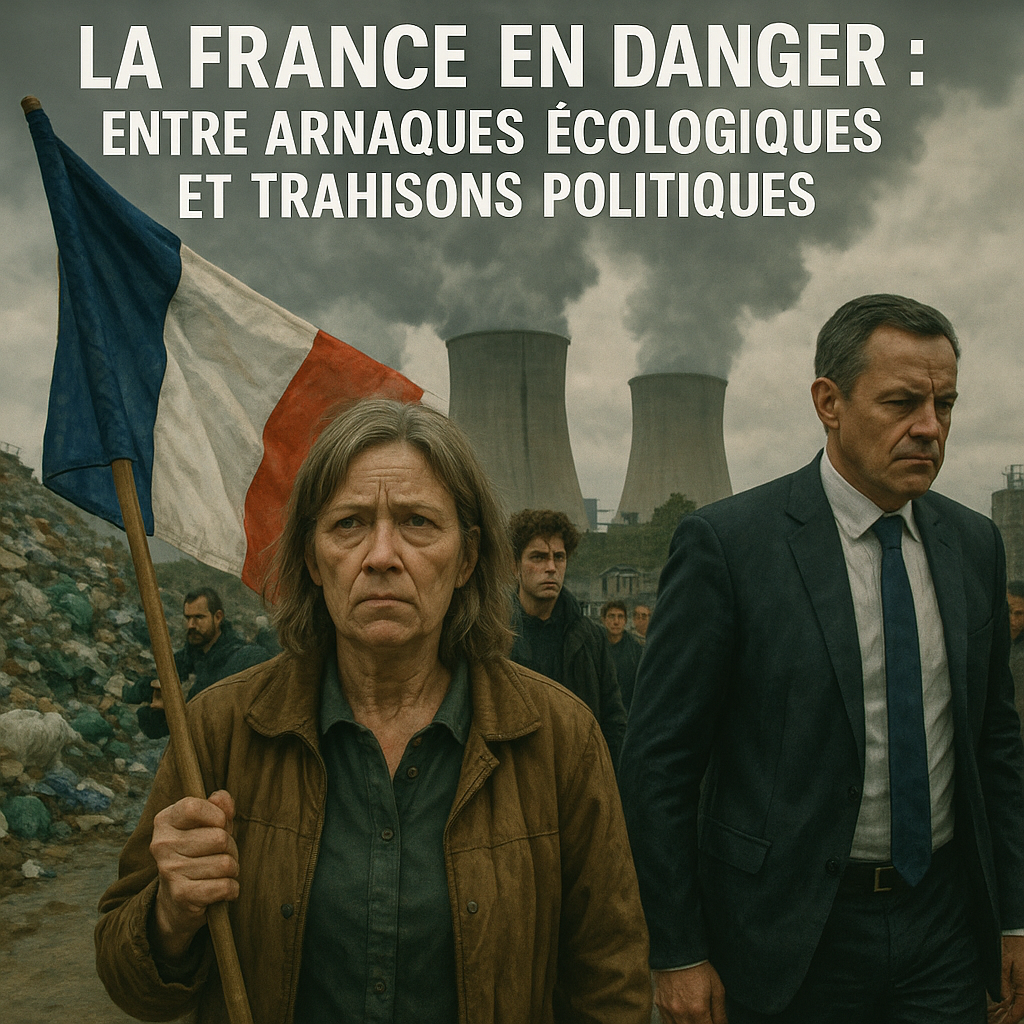 LA FRANCE EN DANGER :
ENTRE ARNAQUES ÉCOLOGIQUES
ET TRAHISONS POLITIQUES